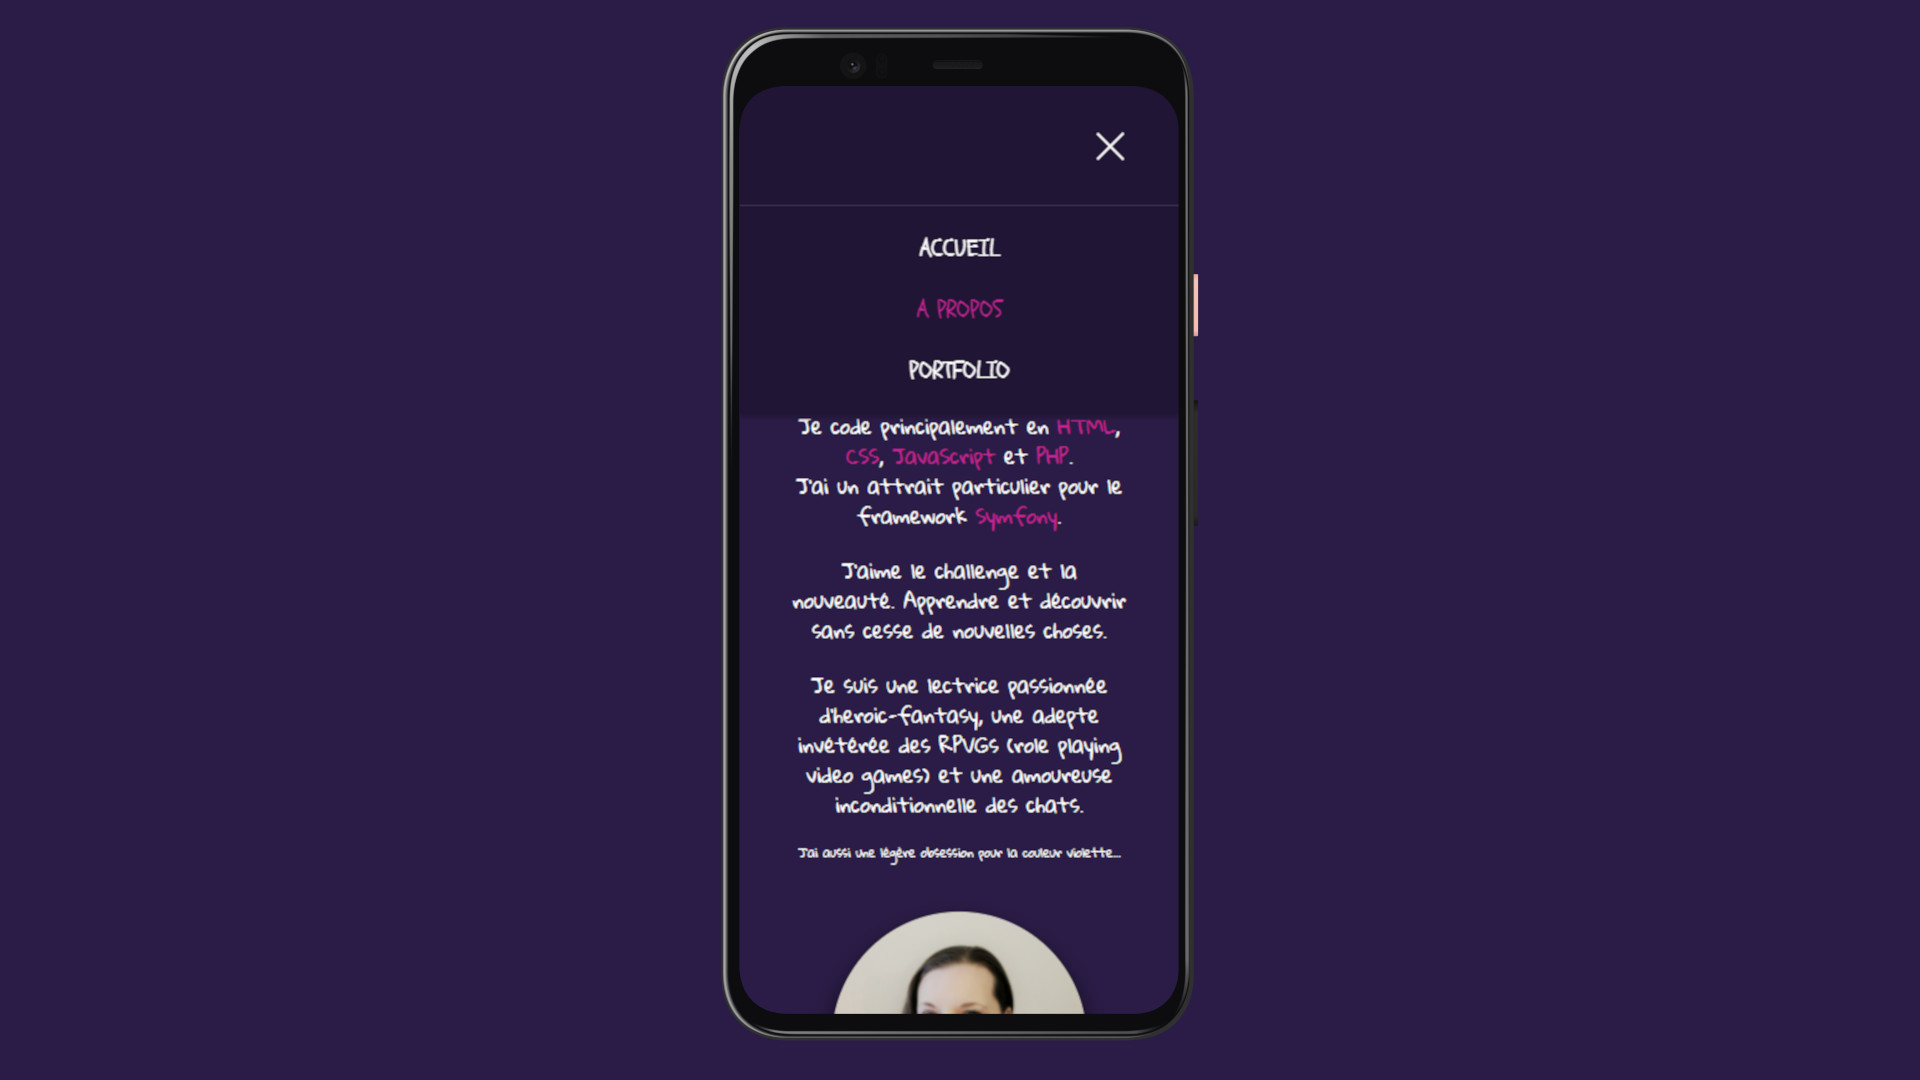 ACCUEIL
A PROPOS
PORTFOLIO
Je code principalement en HTML,
CSS, JavaScript et PHP.
J'ai un attrait particulier pour le
framework Symfony.
J'aime le challenge et la
nouveauté. Apprendre et découvrir
sans cesse de nouvelles choses.
Je suis une lectrice passionnée
d'heroic-fantasy, une adepte
invétérée des RPVGs (role playing
video games) et une amoureuse
inconditionnelle des chats.
J'ai aussi une légère obsession pour la couleur violette...